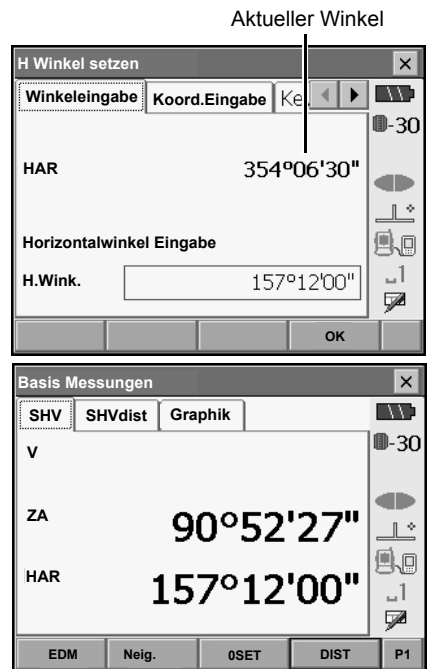 Aktueller Winkel
H Winkel setzen
Winkeleingabe Koord.Eingabe Ke
-30
HAR 354°06'30"
Horizontalwinkel Eingabe
H.Wink. 157°12'00"
1
OK
Basis Messungen
SHV SHVdist Graphik
-30
V
ZA 90°52'27"
HAR 157°12'00"
1
EDM Neig. 0SET DIST P1